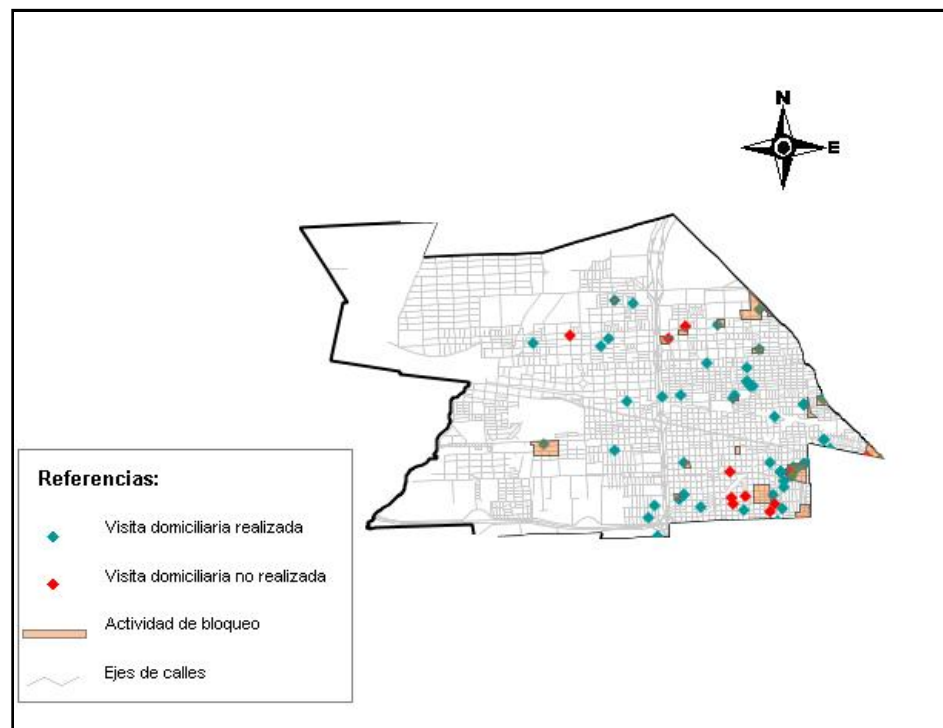 N
E
Referencias:
Visita domiciliaria realizada
Visita domiciliaria no realizada
Actividad de bloqueo
Ejes de calles